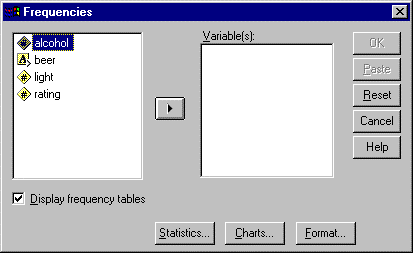 Frequencies
alcohol
beer
light
rating
Variable(s):
OK
Paste
Reset
Cancel
Help
Display frequency tables
Statistics...
Charts...
Format...